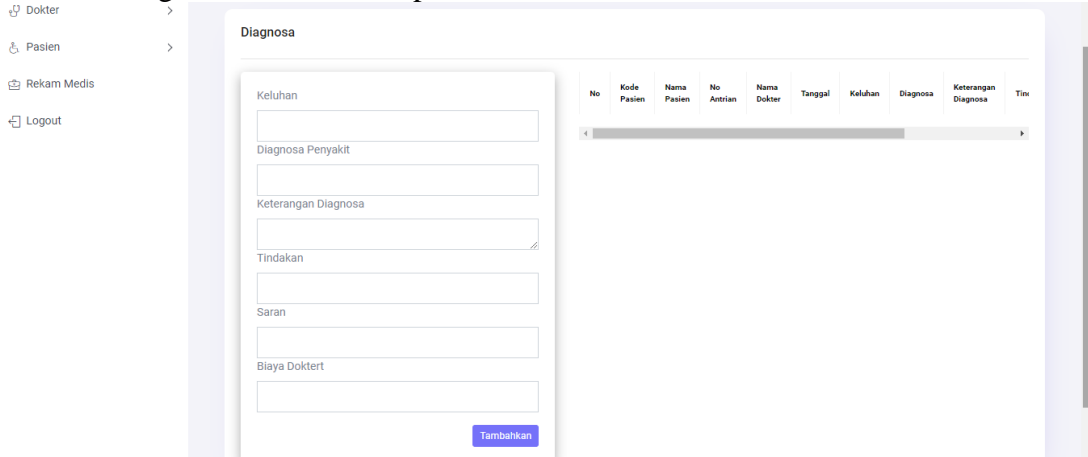 Dokter
Pasien
Rekam Medis
Logout
Diagnosa
Keluhan
Diagnosa Penyakit
Keterangan Diagnosa
Tindakan
Saran
Biaya Doktert
Tambahkan
No Kode Pasien Nama Pasien No Antrian Nama Dokter Tanggal Keluhan Diagnosa Keterangan Diagnosa